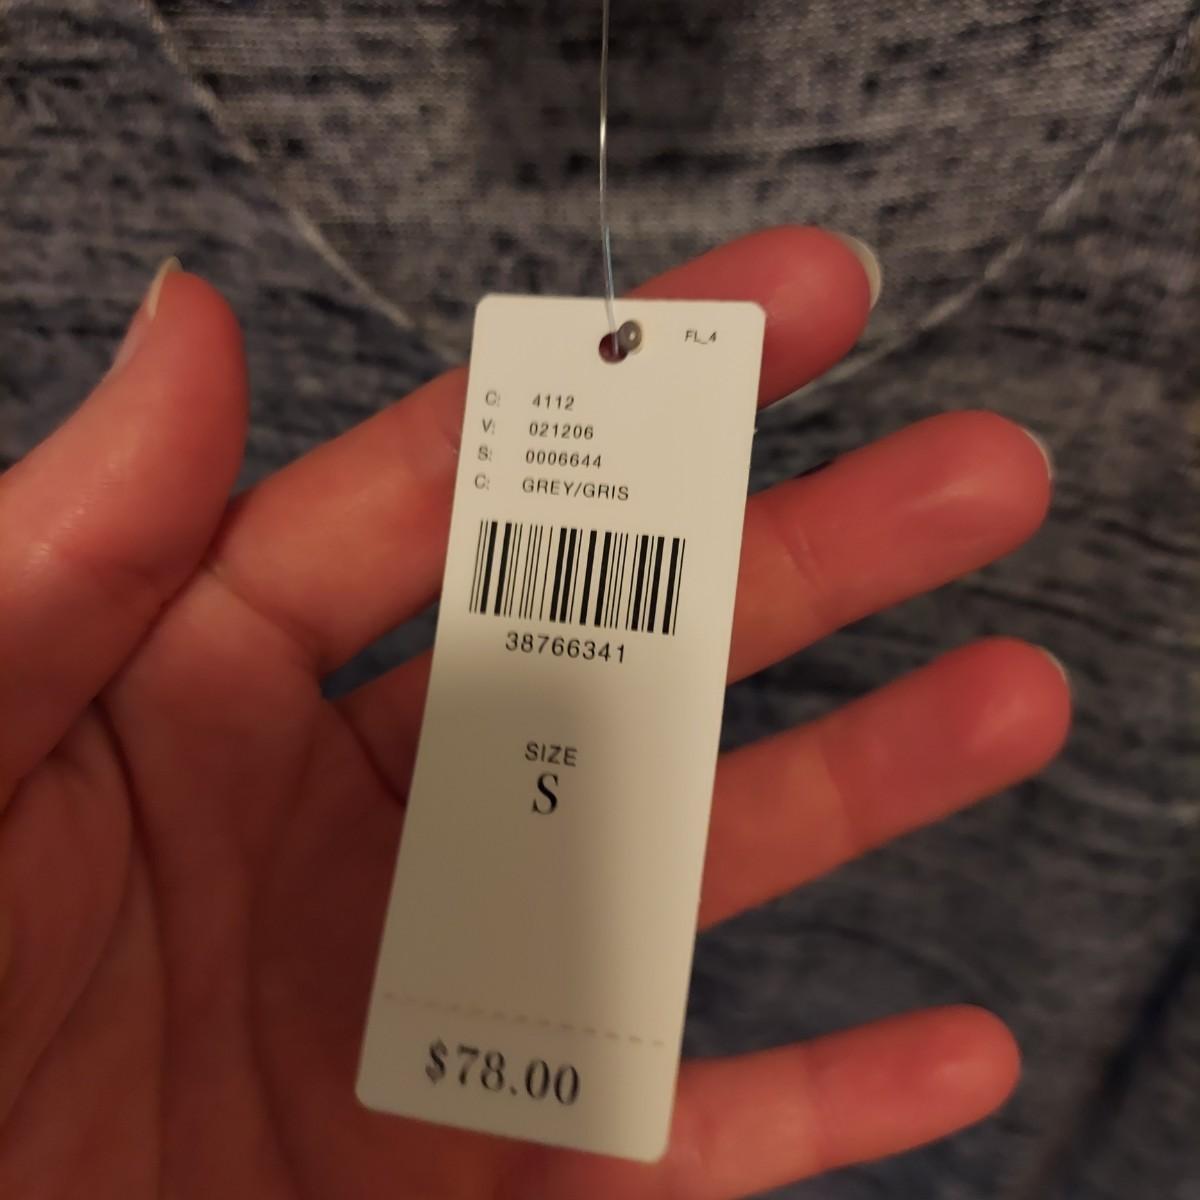 FL_4
C: 4112
V: 021206
S: 0006644
C: GREY/GRIS
38766341
SIZE
S
$78.00